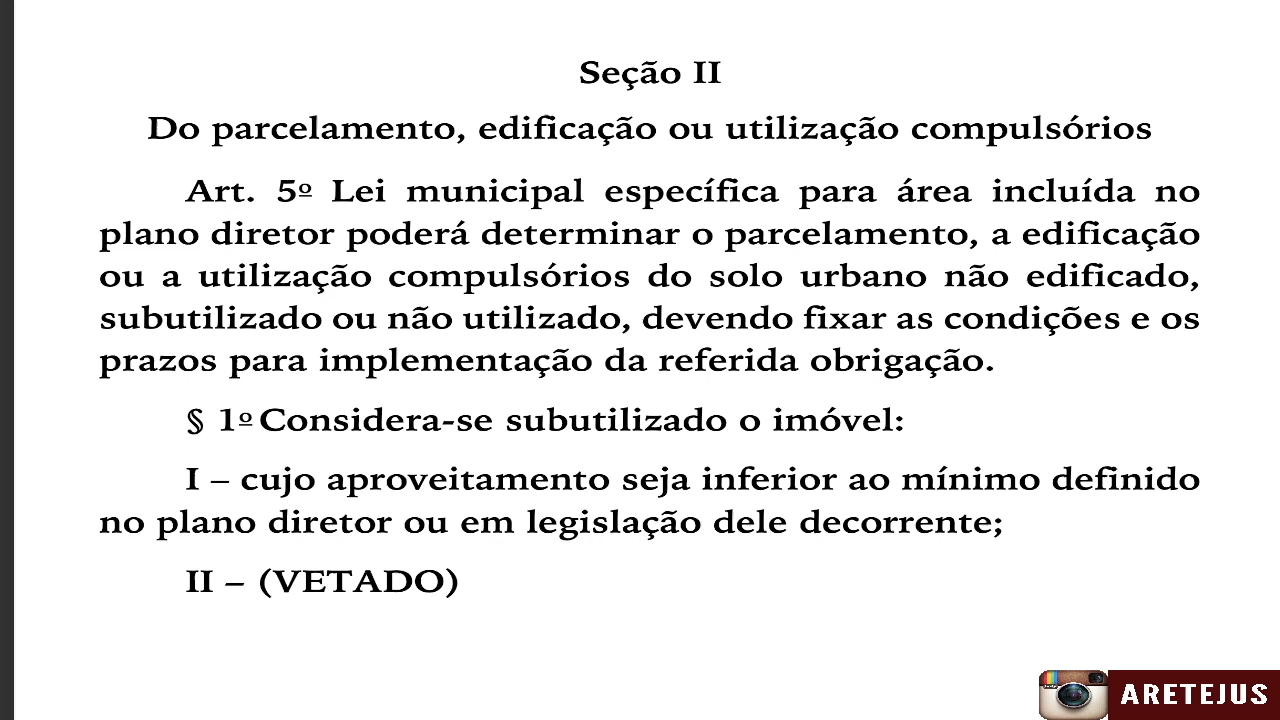 Seção II
Do parcelamento, edificação ou utilização compulsórios
Art. 5º Lei municipal específica para área incluída no
plano diretor poderá determinar o parcelamento, a edificação
ou a utilização compulsórios do solo urbano não edificado,
subutilizado ou não utilizado, devendo fixar as condições e os
prazos para implementação da referida obrigação.
§ 1º Considera-se subutilizado o imóvel:
I – cujo aproveitamento seja inferior ao mínimo definido
no plano diretor ou em legislação dele decorrente;
II – (VETADO)
ARETEJUS